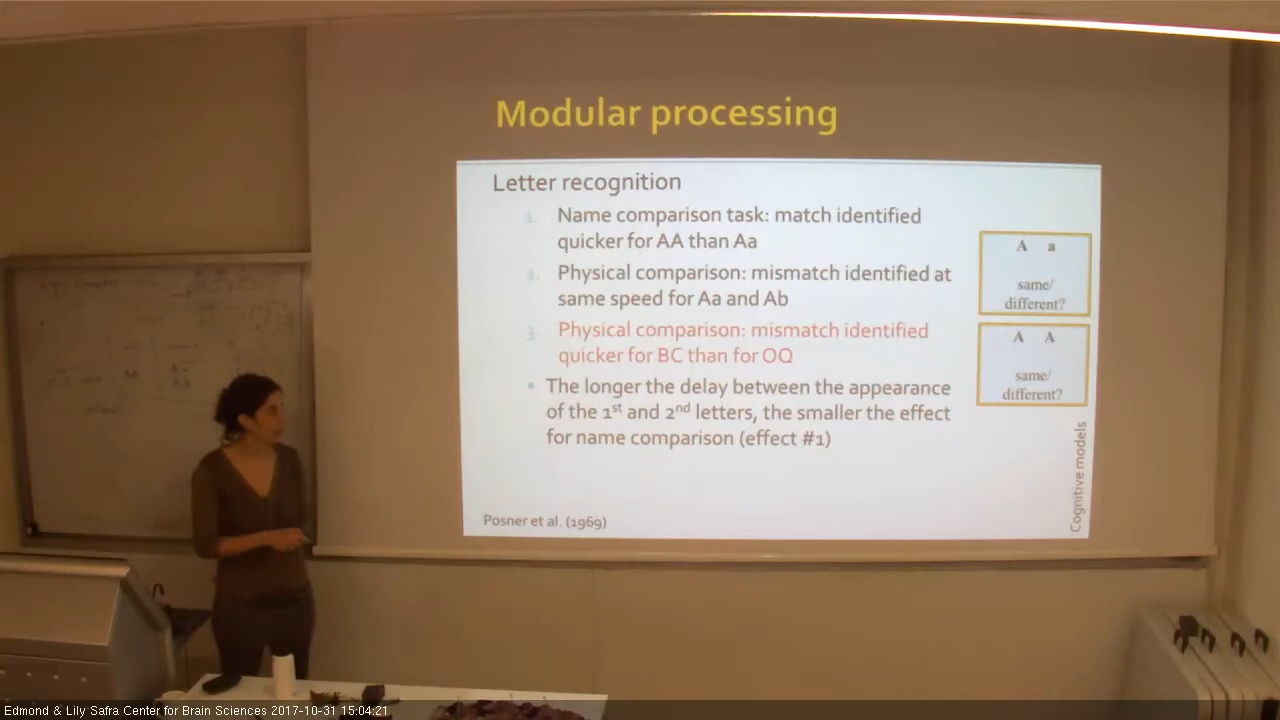 Modular processing
Letter recognition
1. Name comparison task: match identified
quicker for AA than Aa
2. Physical comparison: mismatch identified at
same speed for Aa and Ab
3. Physical comparison: mismatch identified
quicker for BC than for OQ
▪ The longer the delay between the appearance
of the 1st and 2nd letters, the smaller the effect
for name comparison (effect #1)
Posner et al. (1969)
A a
same/
different?
A A
same/
different?
Cognitive models
Edmond & Lily Safra Center for Brain Sciences 2017-10-31 15:04:21